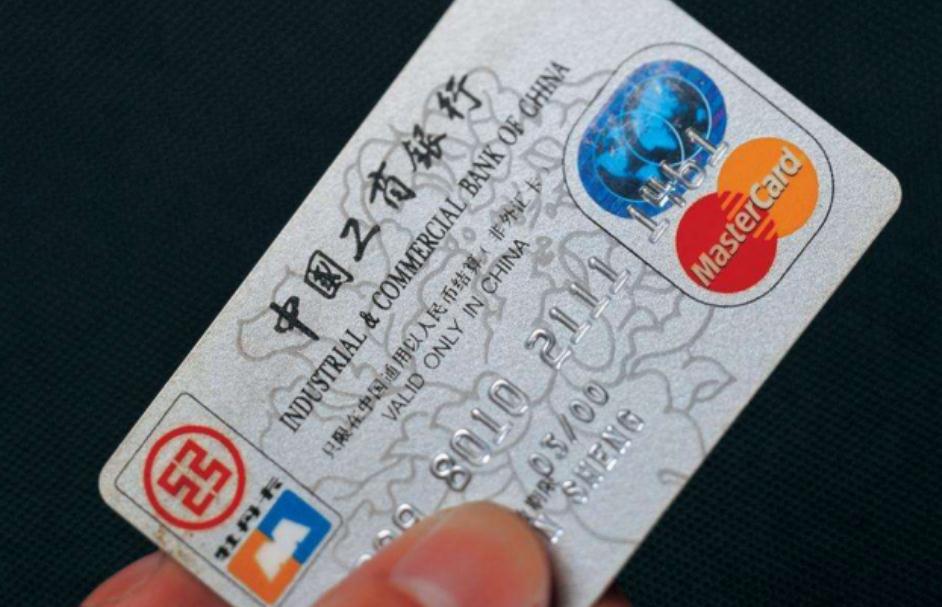 中国工商银行
INDUSTRIAL & COMMERCIAL BANK OF CHINA
只限在中国通用以人民币结算(非外汇卡
VALID ONLY IN CHINA
MasterCard
8010 2111 1461
05/00
SHENG
牡丹卡